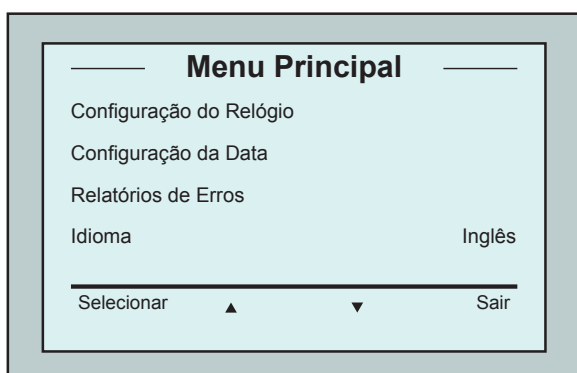 Menu Principal
Configuração do Relógio
Configuração da Data
Relatórios de Erros
Idioma Inglês
Selecionar ▲ ▼ Sair